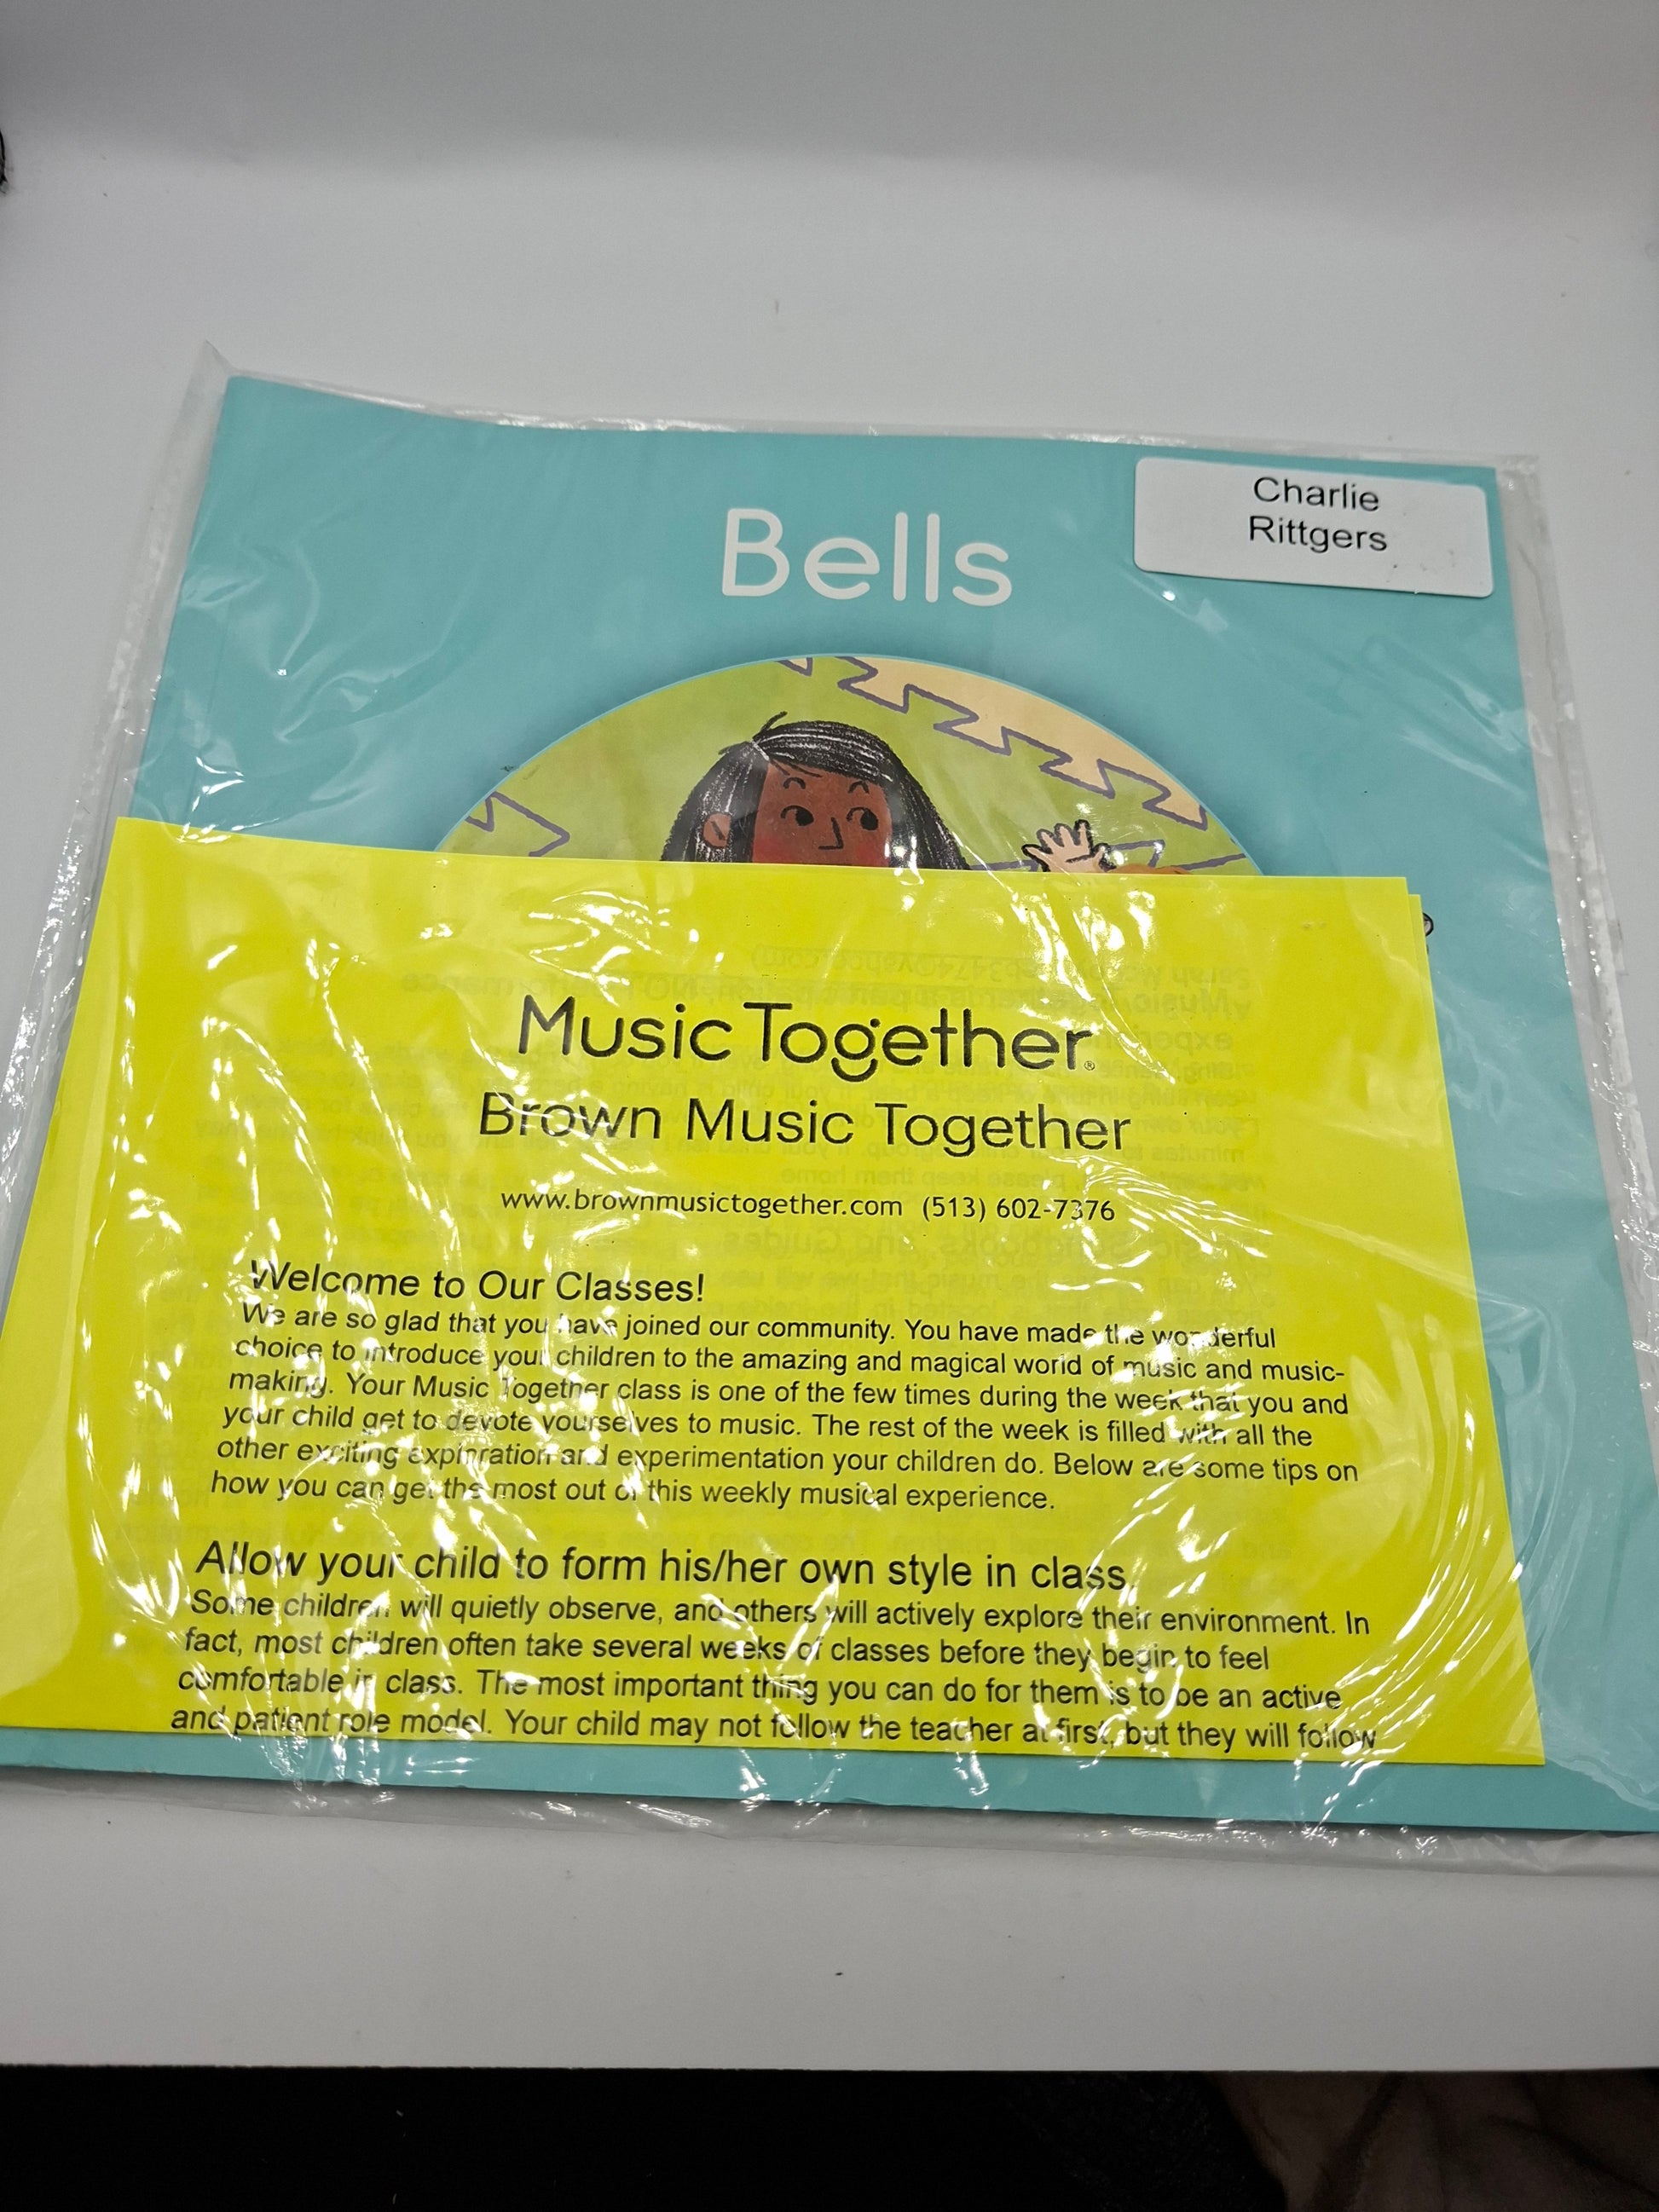 Bells
Charlie
Rittgers
Music Together®
Brown Music Together
www.brownmusictogether.com (513) 602-7376
Welcome to Our Classes!
We are so glad that you have joined our community. You have made the wonderful
choice to introduce your children to the amazing and magical world of music and music-
making. Your Music Together class is one of the few times during the week that you and
your child get to devote yourselves to music. The rest of the week is filled with all the
other exciting exploration and experimentation your children do. Below are some tips on
how you can get the most out of this weekly musical experience.
Allow your child to form his/her own style in class.
Some children will quietly observe, and others will actively explore their environment. In
fact, most children often take several weeks of classes before they begin to feel
comfortable in class. The most important thing you can do for them is to be an active
and patient role model. Your child may not follow the teacher at first, but they will follow